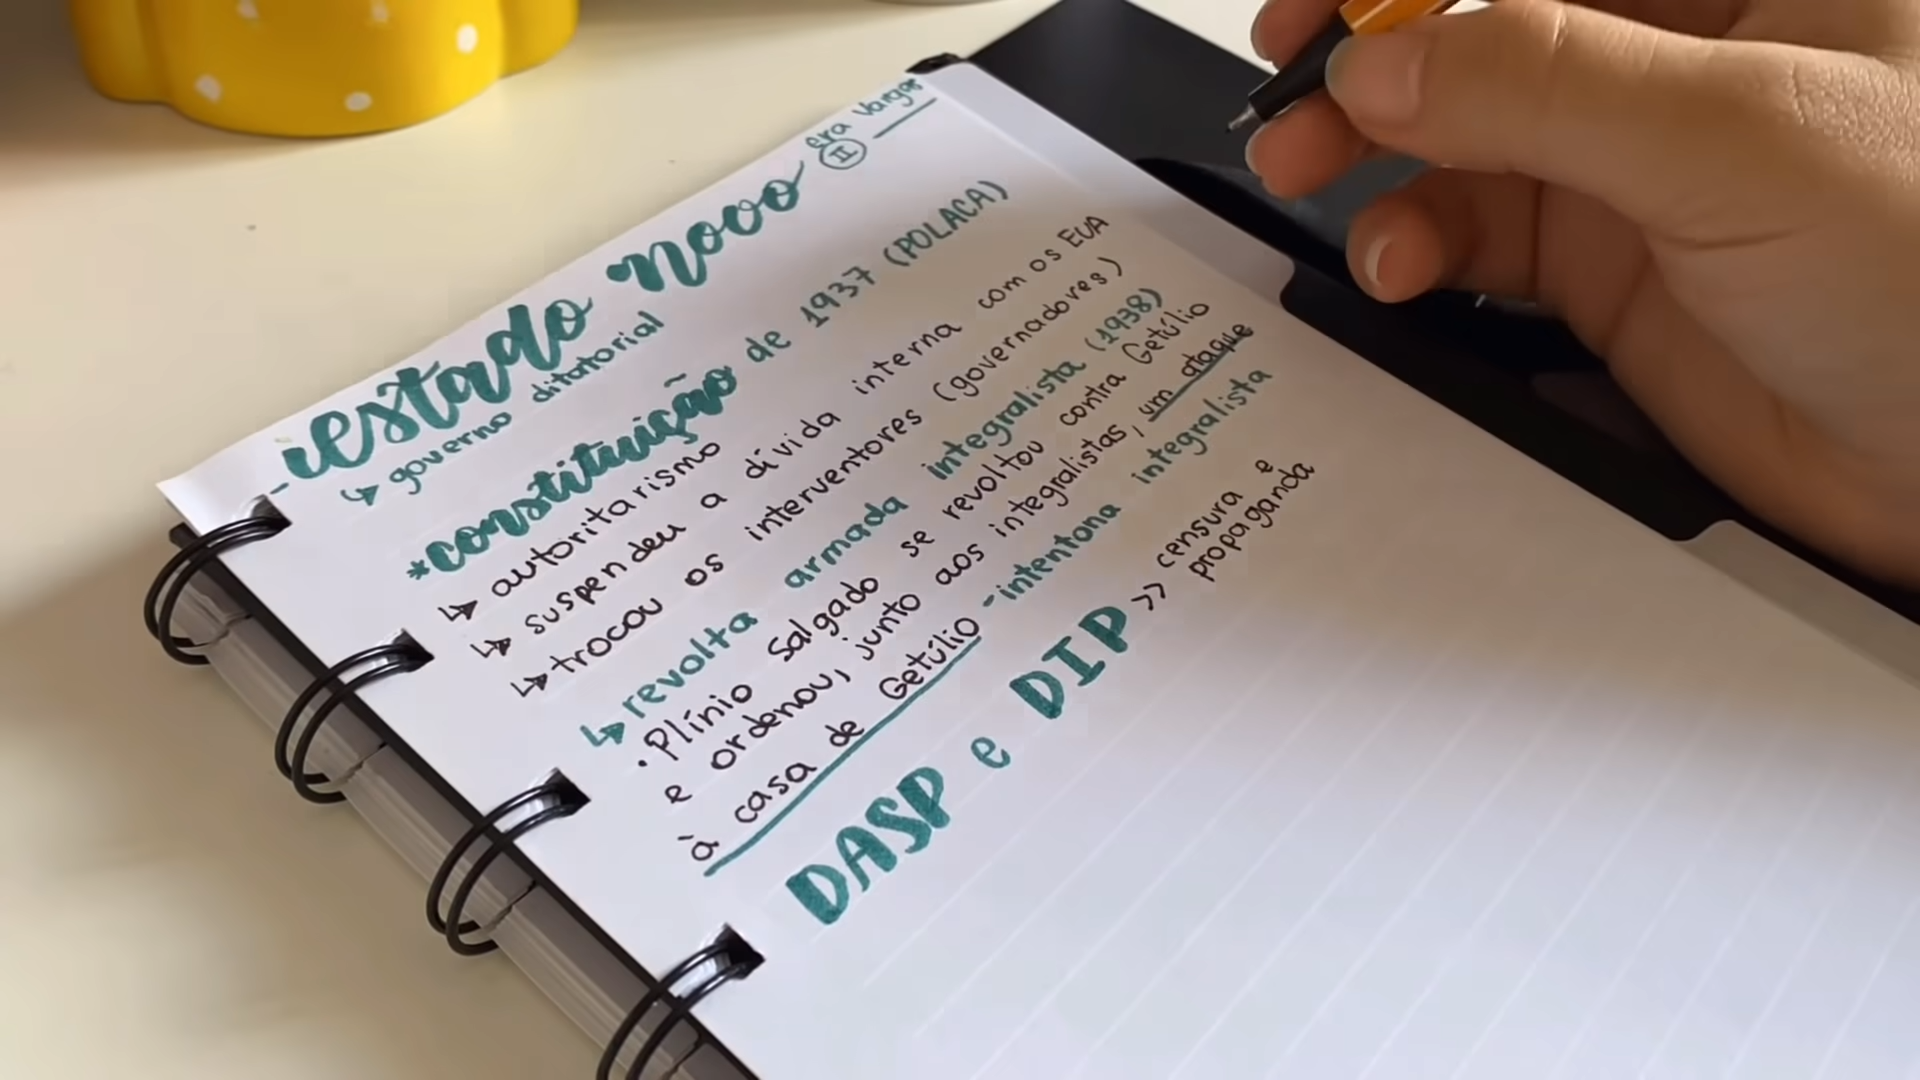 - estado novo era Vargas
II
↳ governo ditatorial
*constituição de 1937 (POLACA)
↳ autoritarismo
↳ suspendeu a dívida interna com os EUA
↳ trocou os interventores (governadores)
↳ revolta armada integralista (1938)
· Plínio Salgado se revoltou contra Getúlio
e ordenou, junto aos integralistas, um ataque
à casa de Getúlio - intentona integralista
DASP e DIP >> censura e
propaganda